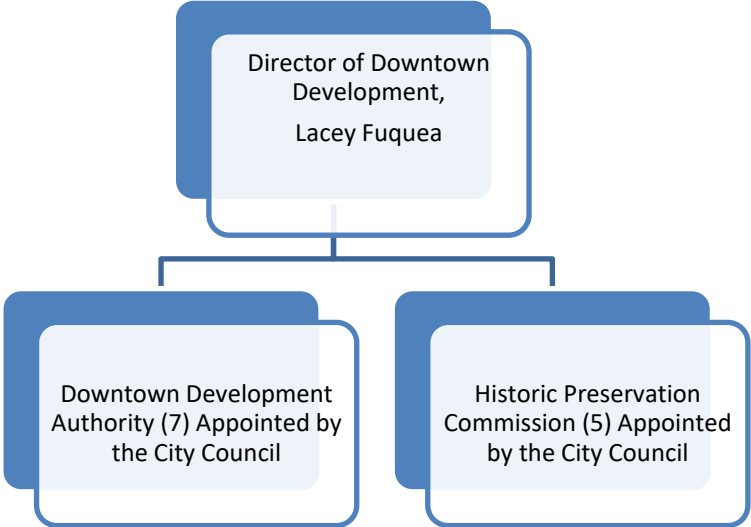 Director of Downtown
Development,
Lacey Fuquea
Downtown Development
Authority (7) Appointed by
the City Council
Historic Preservation
Commission (5) Appointed
by the City Council